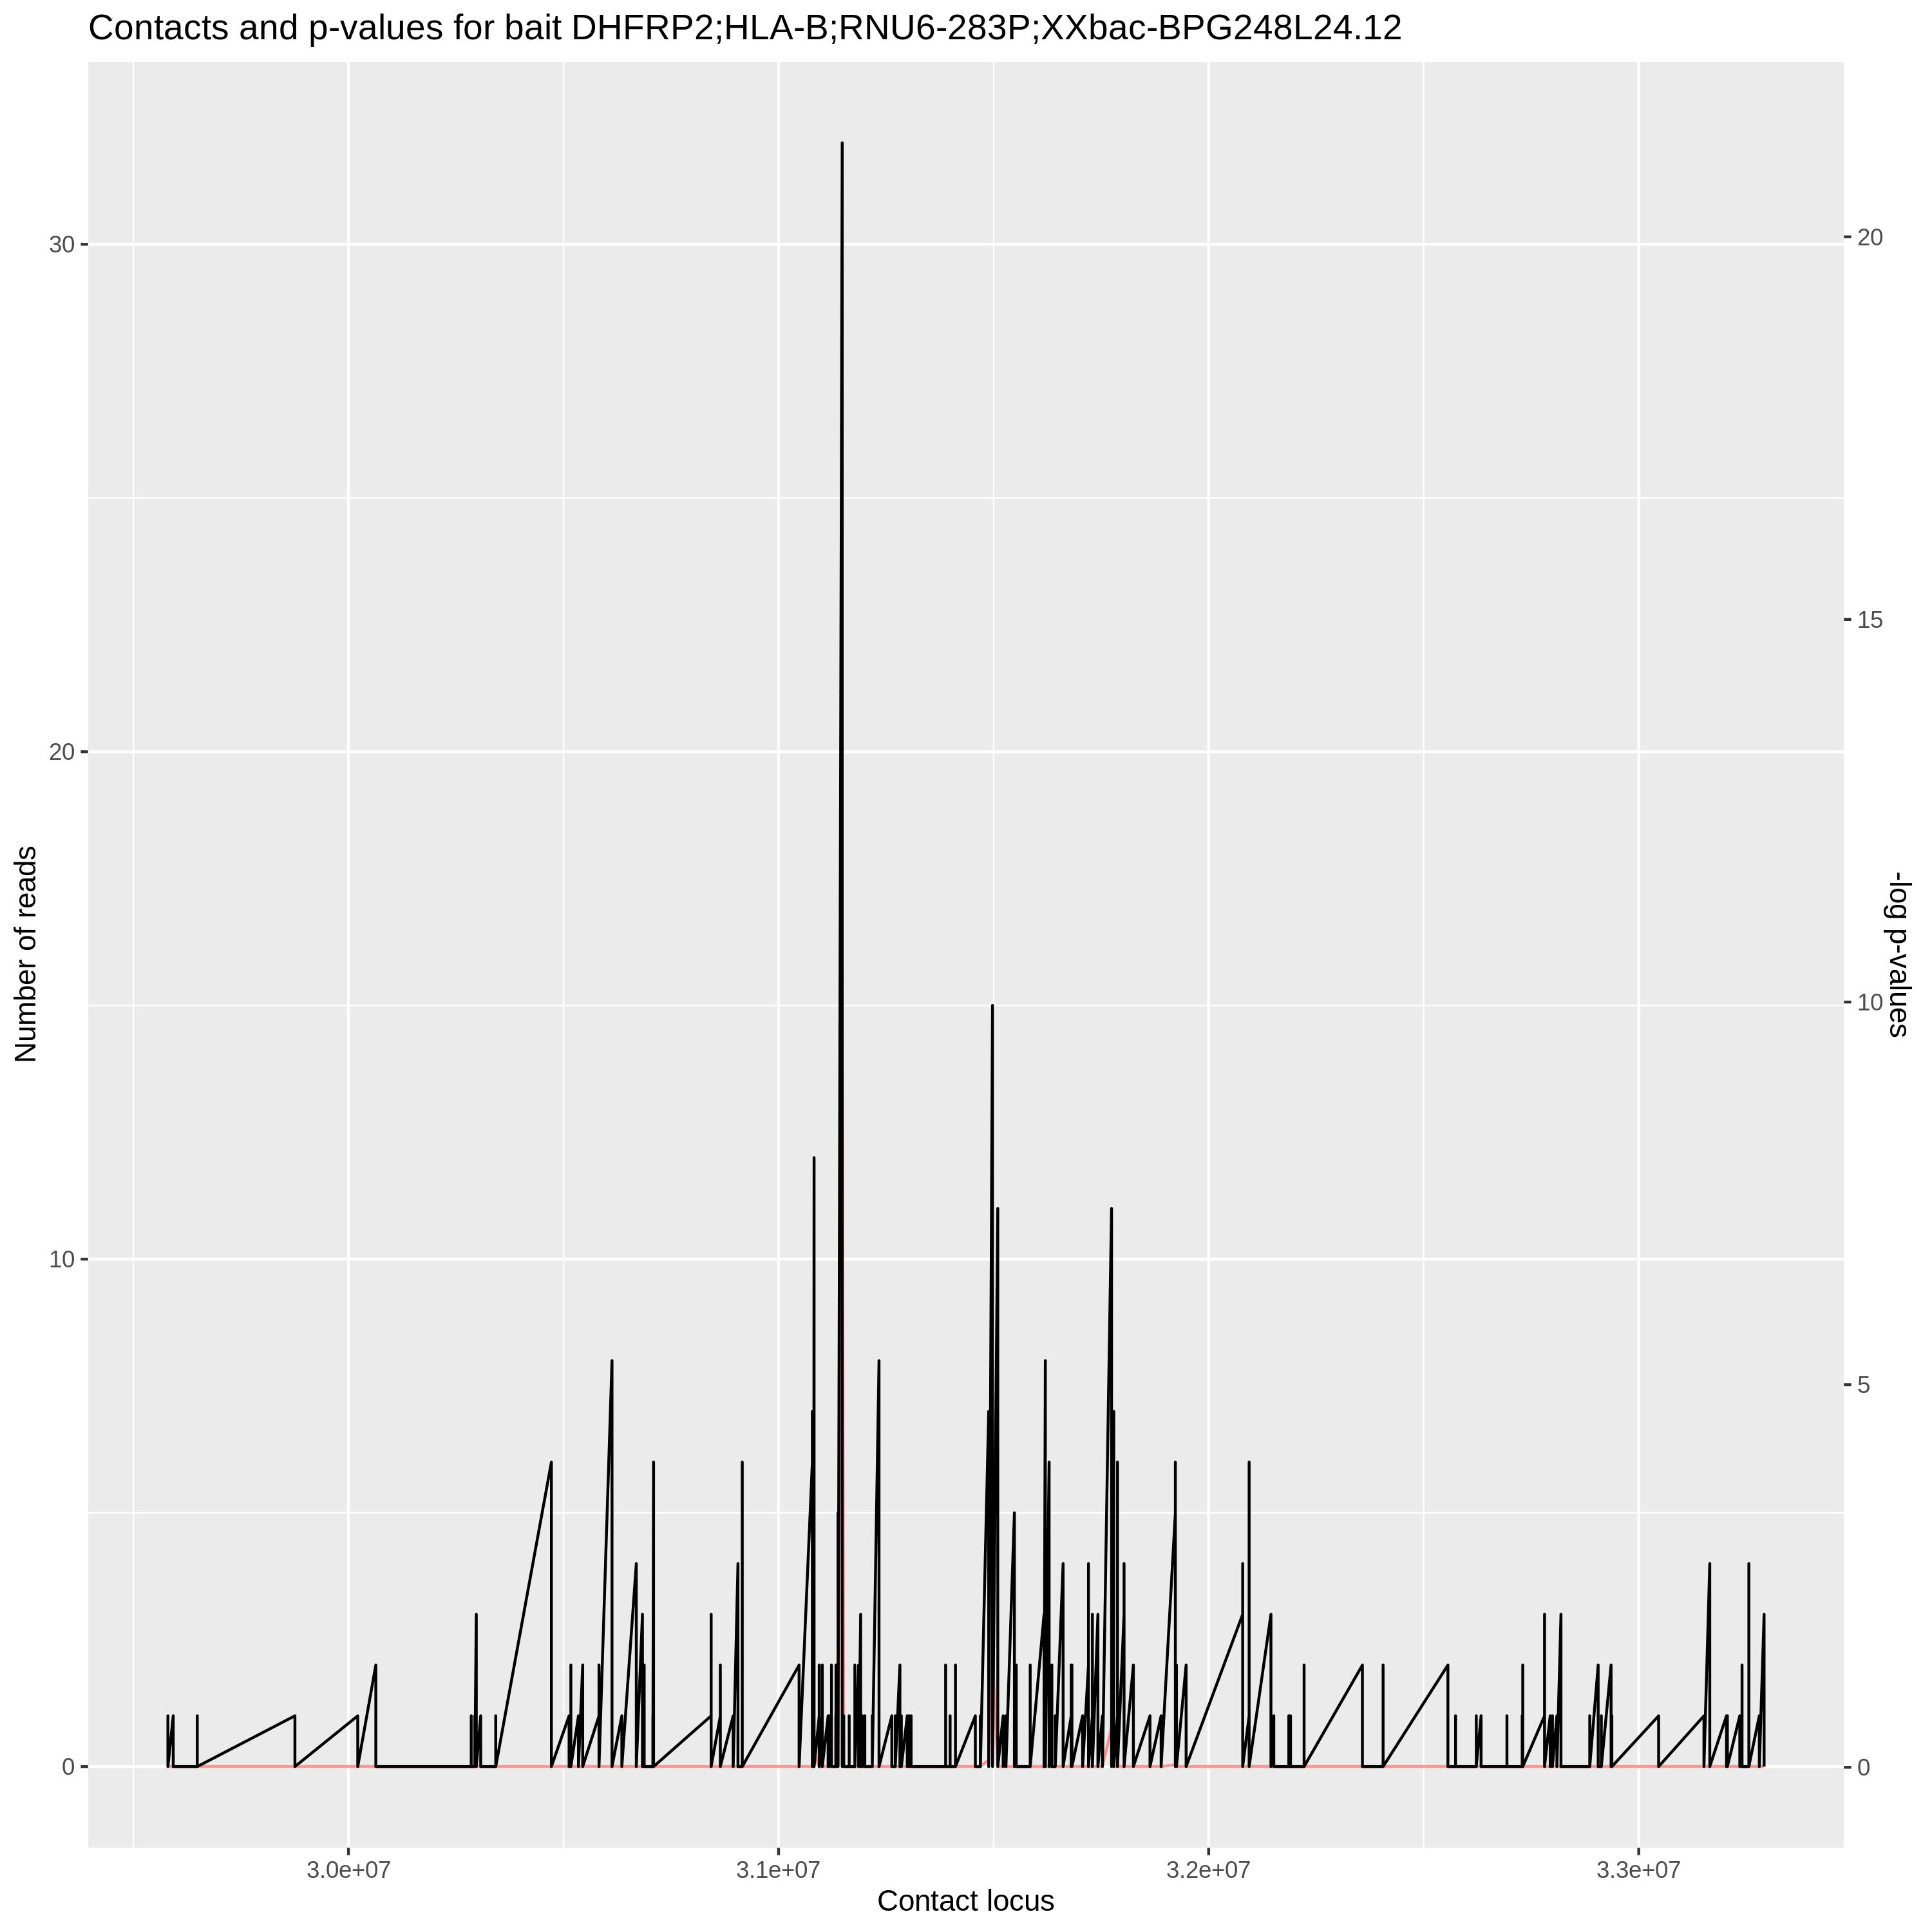 Contacts and p-values for bait DHFRP2;HLA-B;RNU6-283P;XXbac-BPG248L24.12
30
20
10
0
Number of reads
20
15
10
5
0
-log p-values
3.0e+07 3.1e+07 3.2e+07 3.3e+07
Contact locus